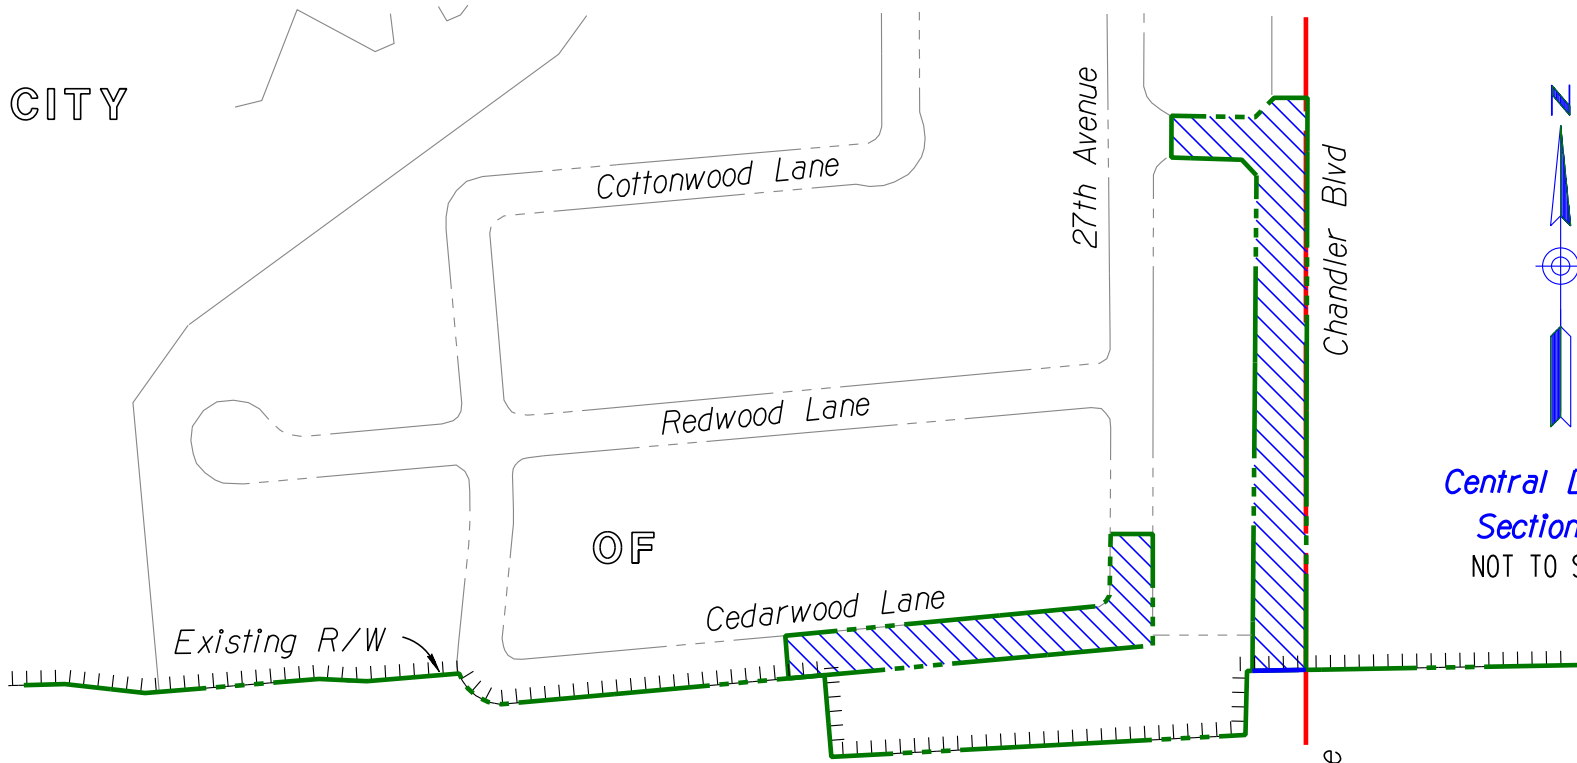 CITY
N
27th Avenue
Cottonwood Lane
Chandler Blvd
Redwood Lane
Central
Section
NOT TO
OF
Cedarwood Lane
Existing R/W
e